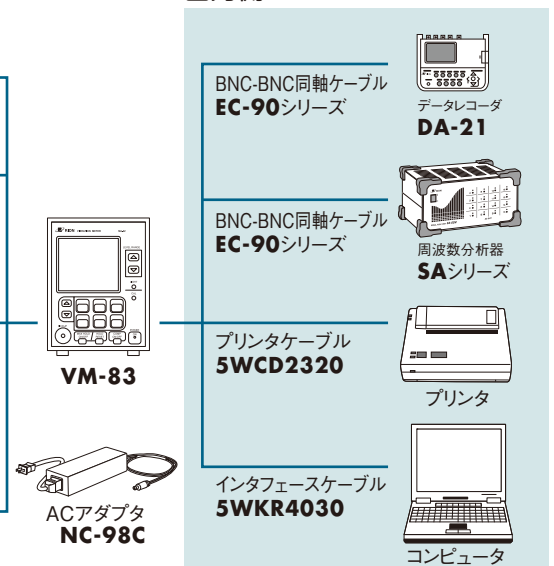 BNC-BNC同軸ケーブル
EC-90シリーズ
データレコーダ
DA-21
BNC-BNC同軸ケーブル
EC-90シリーズ
周波数分析器
SAシリーズ
VM-83
プリンタケーブル
5WCD2320
プリンタ
ACアダプタ
NC-98C
インタフェースケーブル
5WKR4030
コンピュータ